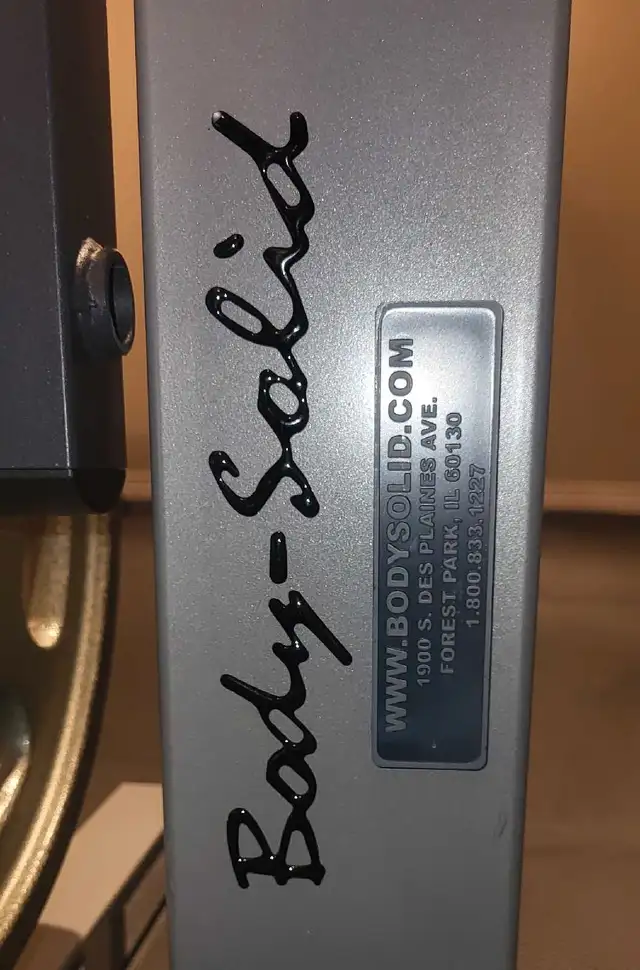 Body-Solid
WWW.BODYSOLID.COM
1900 S. DES PLAINES AVE.
FOREST PARK, IL 60130
1.800.833.1227